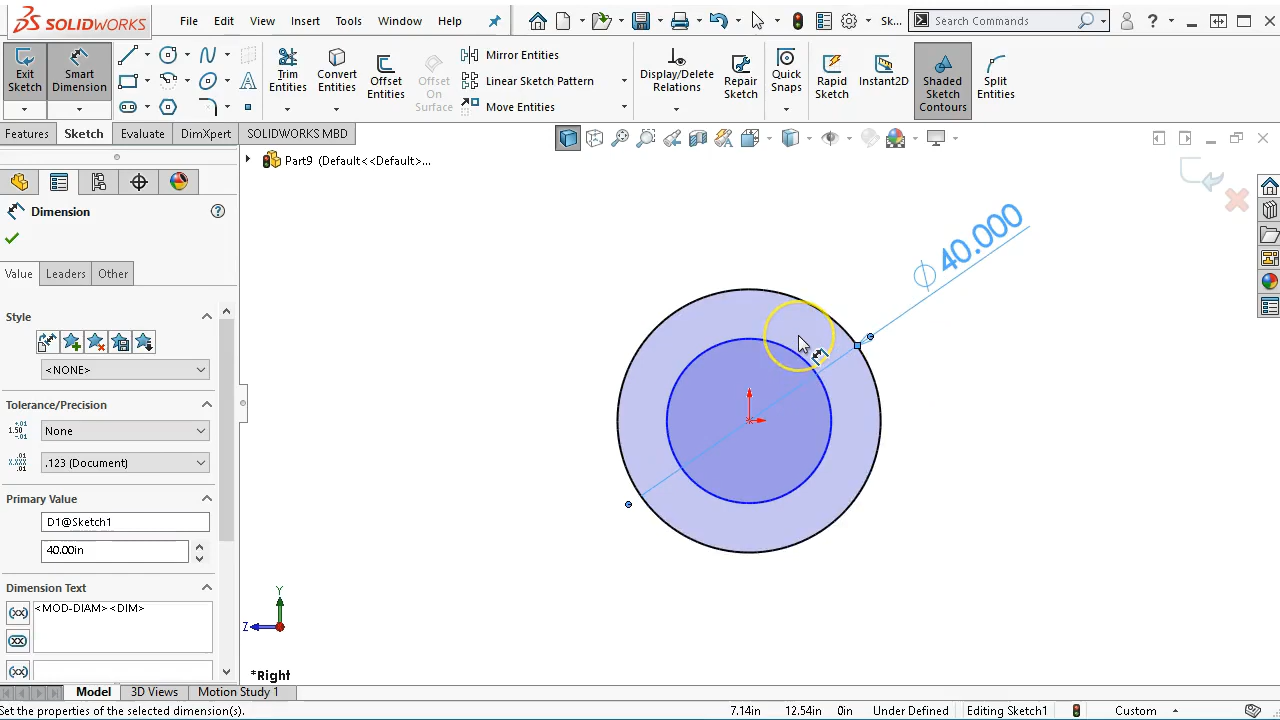 SOLIDWORKS File Edit View Insert Tools Window Help Sk... Search Commands ?
Exit Sketch Smart Dimension Trim Entities Convert Entities Offset Entities Offset On Surface Mirror Entities Linear Sketch Pattern Move Entities Display/Delete Relations Repair Sketch Quick Snaps Rapid Sketch Instant2D Shaded Sketch Contours Split Entities
Features Sketch Evaluate DimXpert SOLIDWORKS MBD
Part9 (Default<<Default>...
Dimension ?
Value Leaders Other
Style
<NONE>
Tolerance/Precision
None
.123 (Document)
Primary Value
D1@Sketch1
40.00in
Dimension Text
<MOD-DIAM><DIM>
(xx)
(xx)
(xx)
∅ 40.000
Y
Z
*Right
Model 3D Views Motion Study 1
Set the properties of the selected dimension(s). 7.14in 12.54in 0in Under Defined Editing Sketch1 Custom